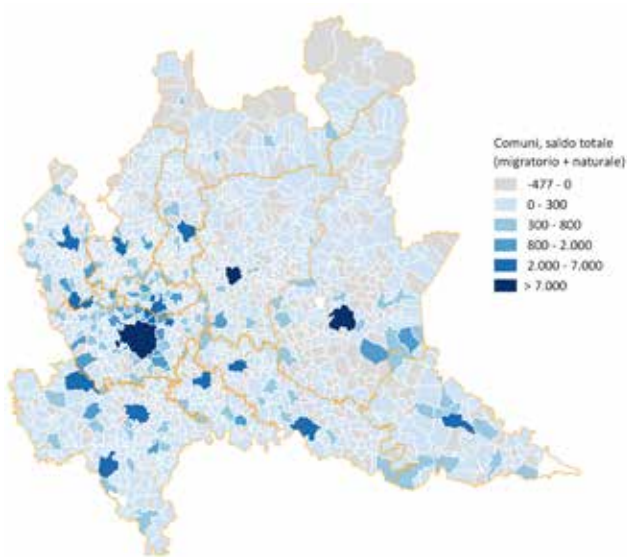 Comuni, saldo totale
(migratorio + naturale)
-477 - 0
0 - 300
300 - 800
800 - 2.000
2.000 - 7.000
> 7.000